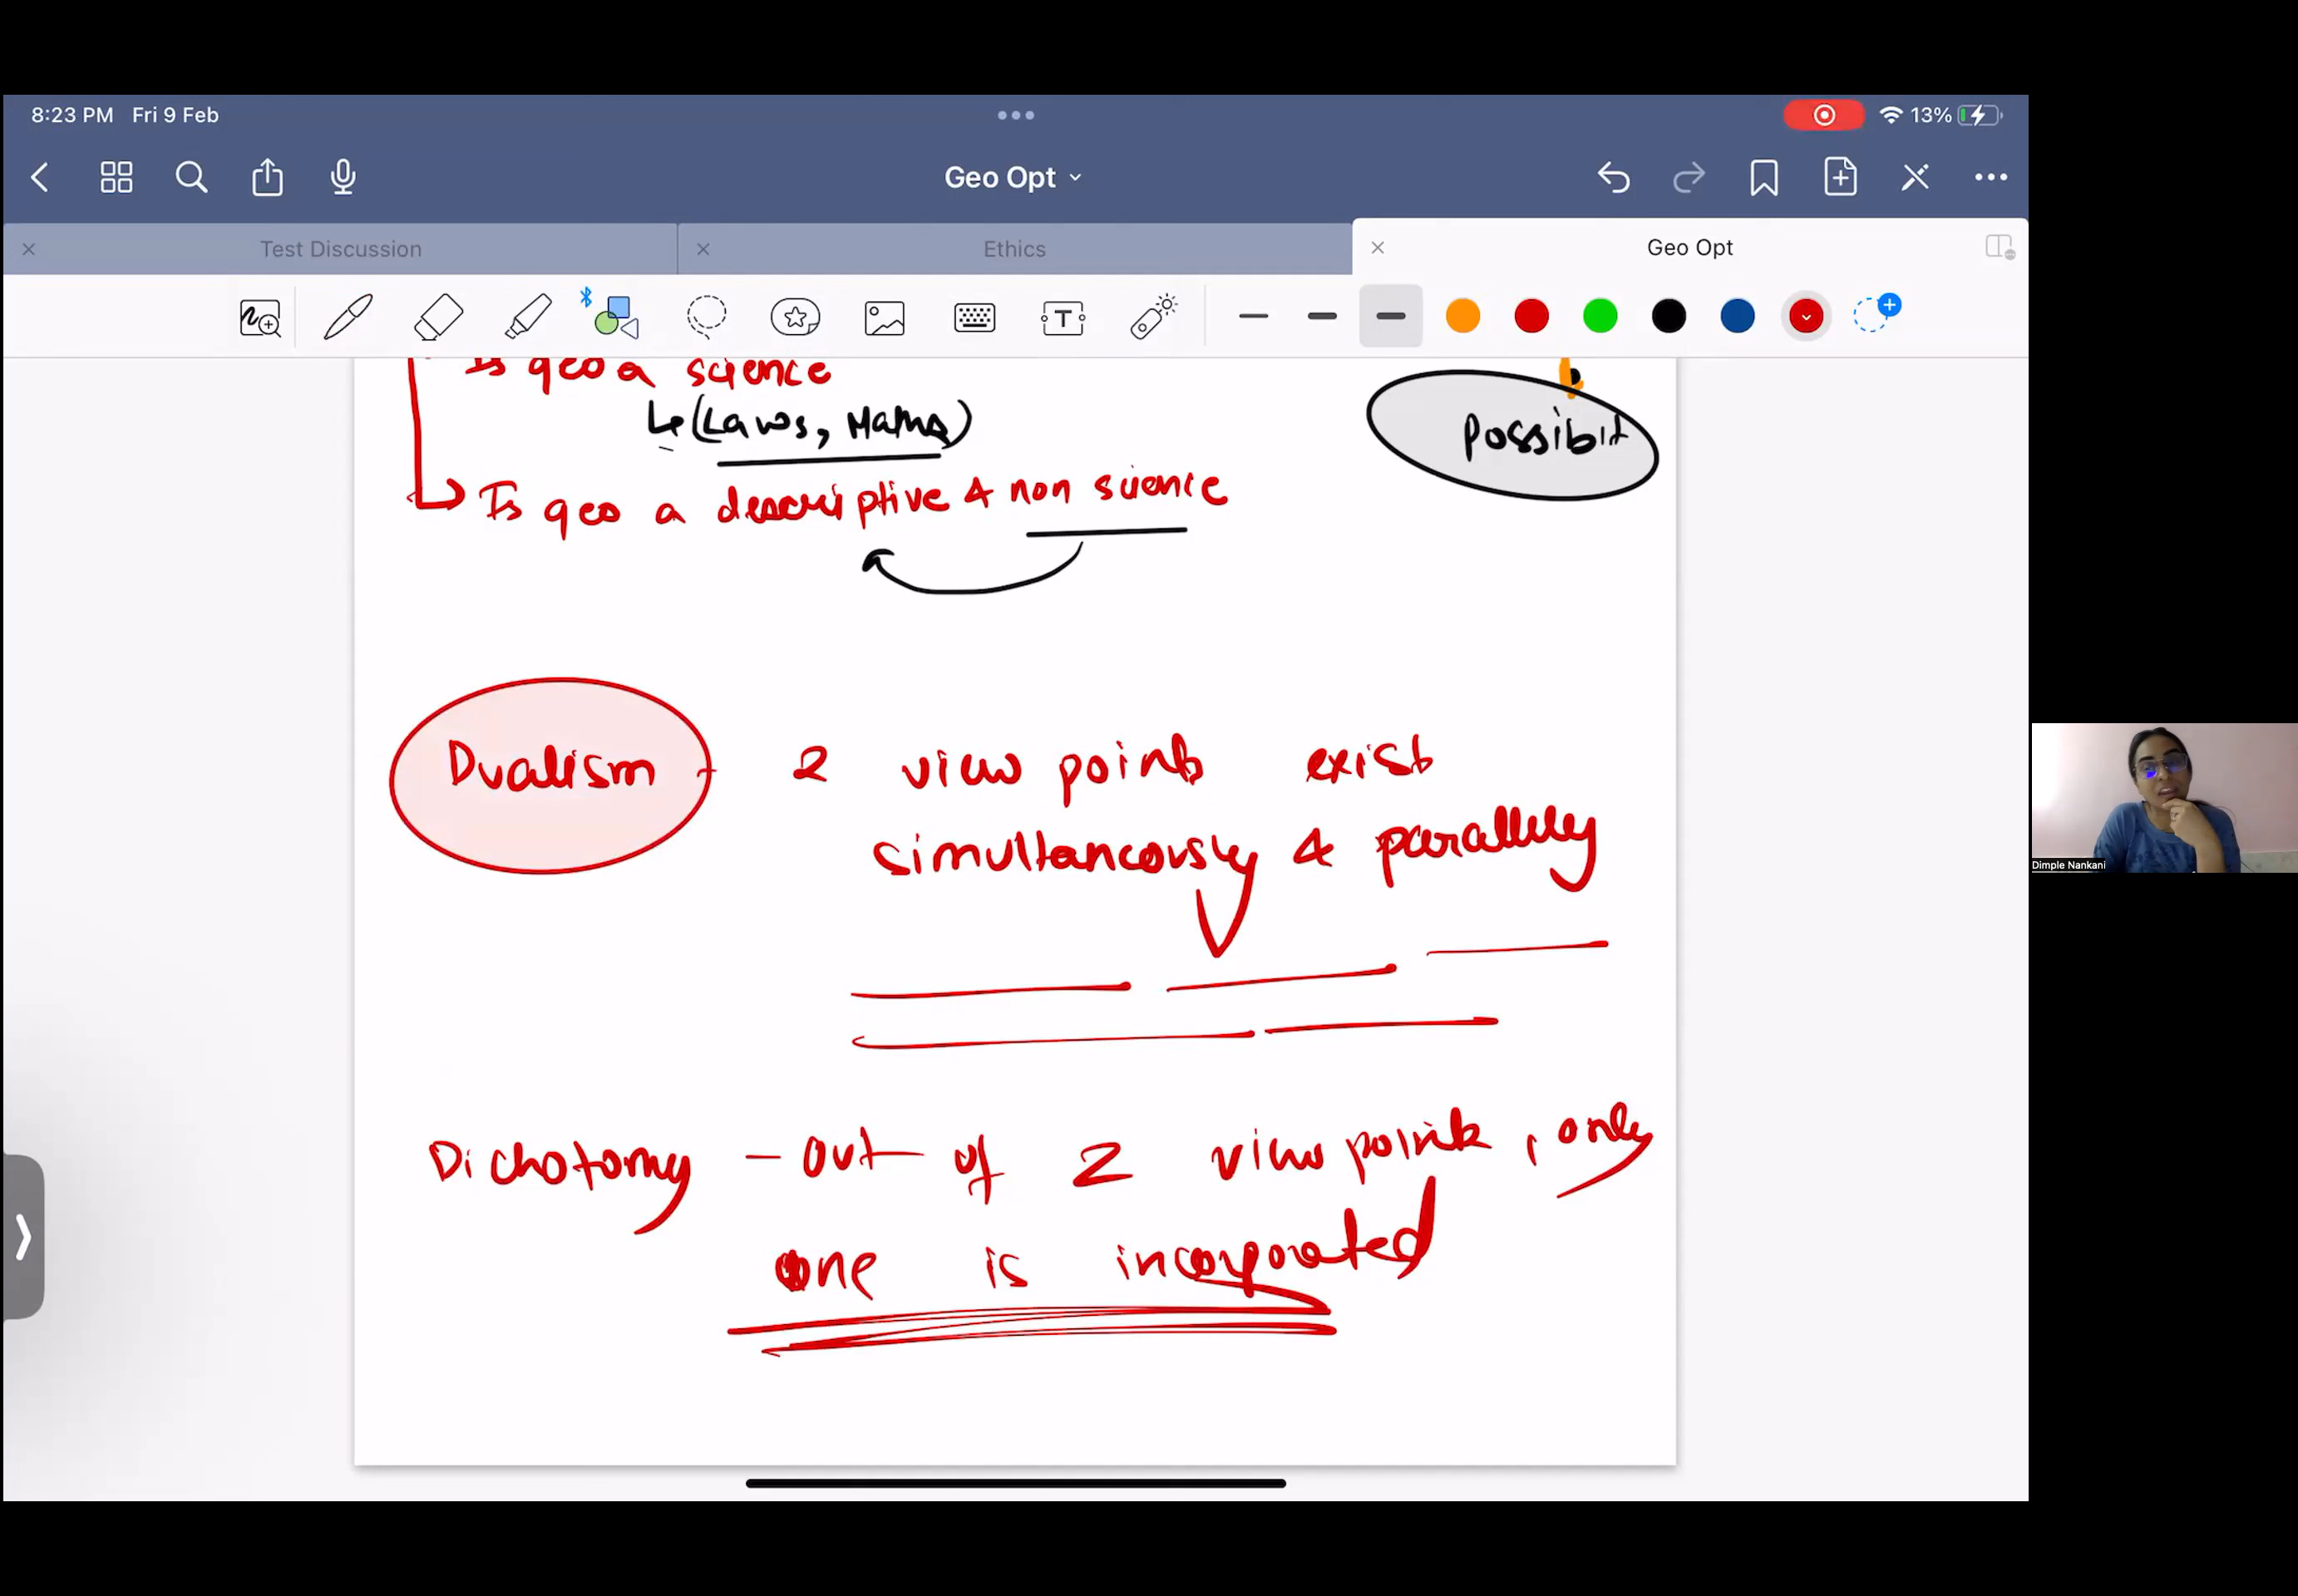 8:23 PM Fri 9 Feb
13%
Geo Opt
Test Discussion
Ethics
Geo Opt
T
Is geo a science
(Laws, Maths)
Possibi
Is geo a descriptive & non science
Dualism - 2 view points exist
simultaneously & parallely
Dichotomy - out of 2 view points, only
one is incorporated
Dimple Nankani